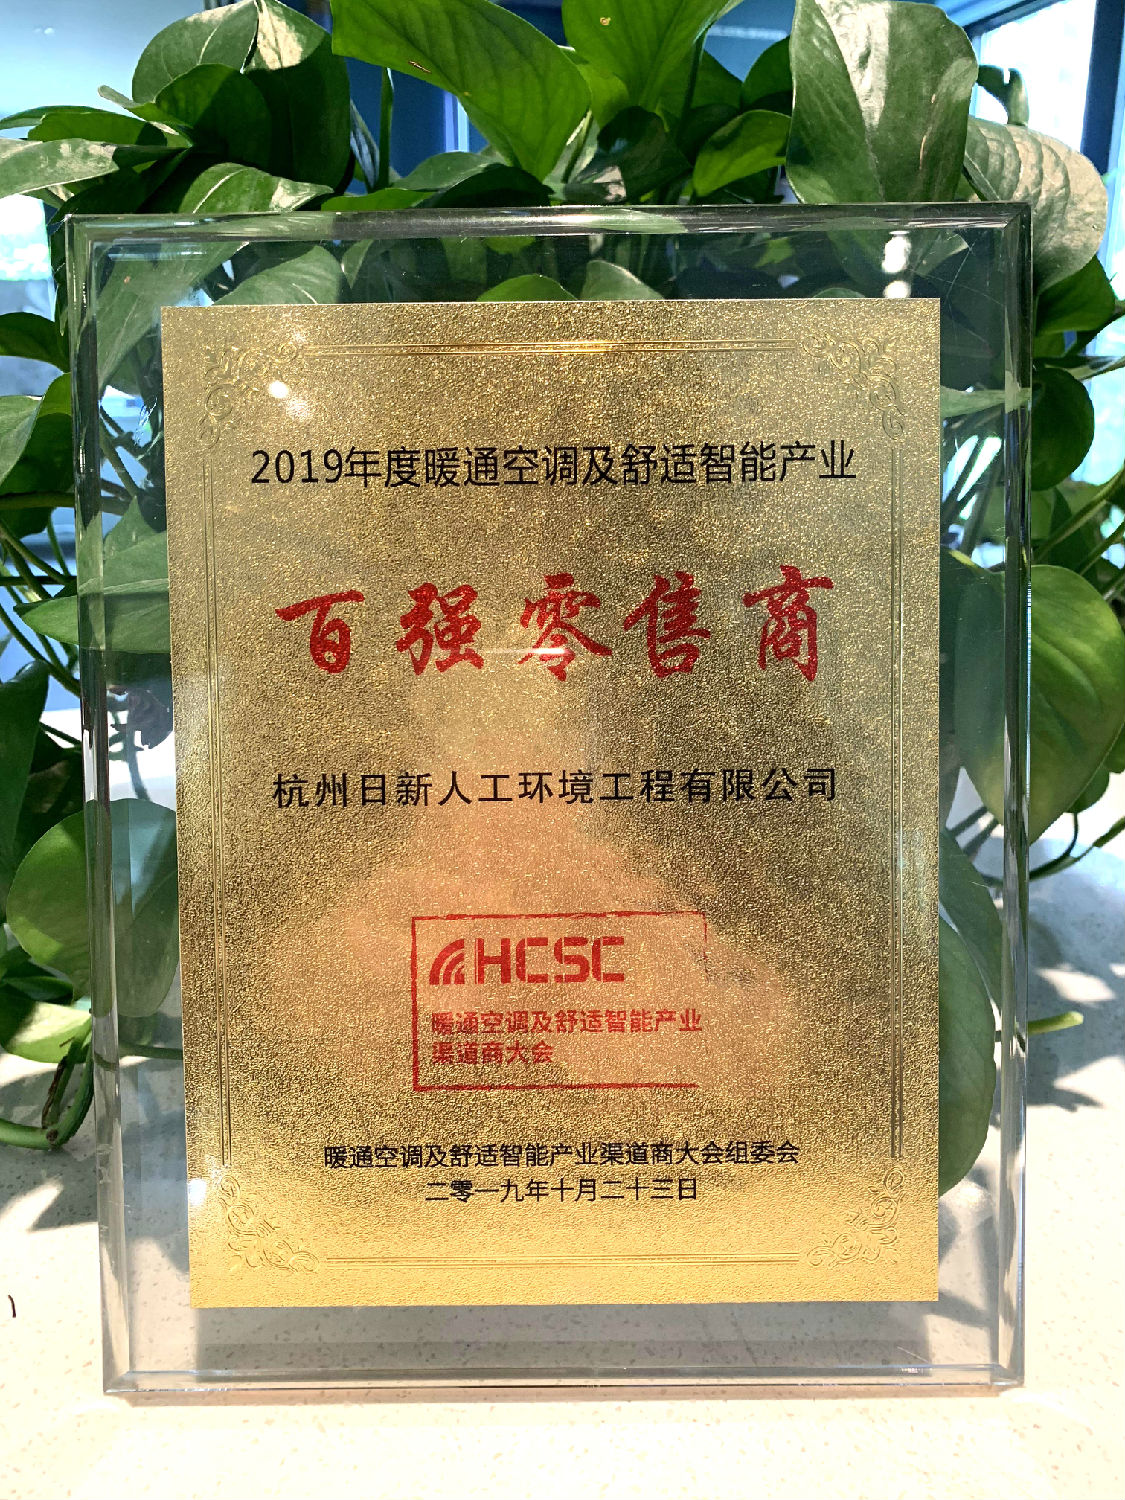 2019年度暖通空调及舒适智能产业
百强零售商
杭州日新人工环境工程有限公司
HCSC
暖通空调及舒适智能产业
渠道商大会
暖通空调及舒适智能产业渠道商大会组委会
二零一九年十月二十三日